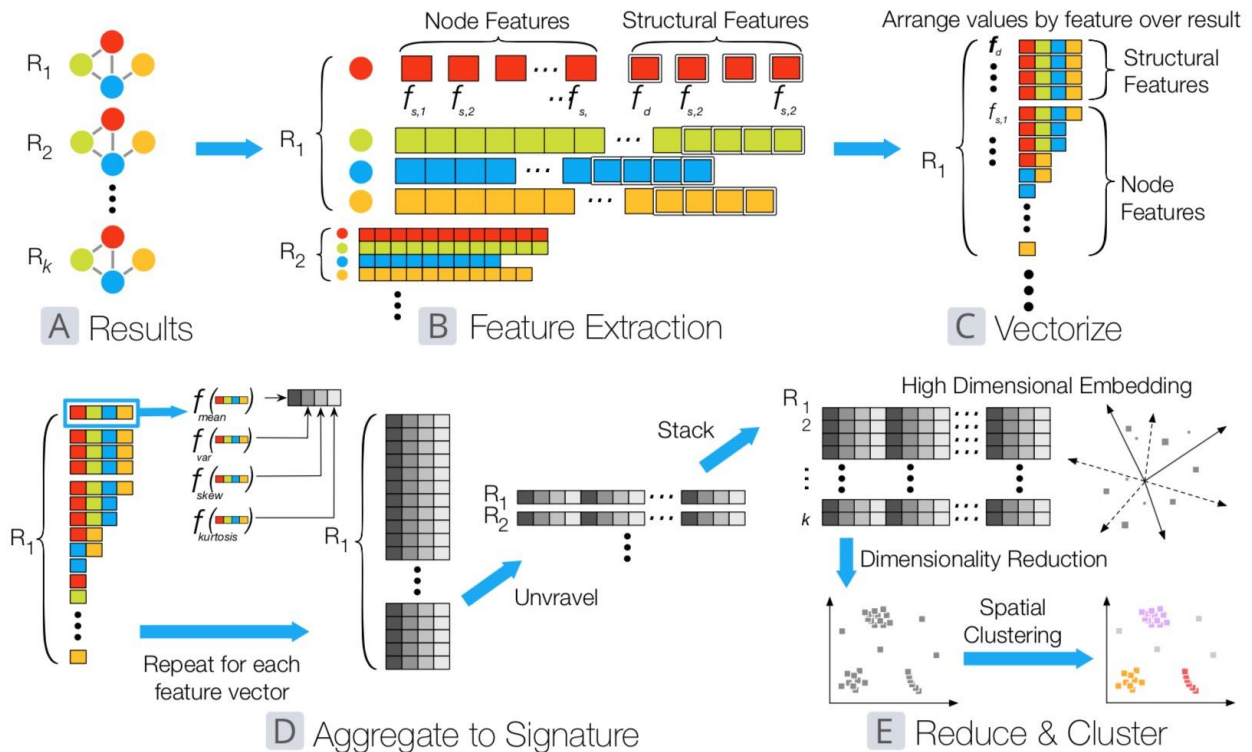 R1
R2
Rk
A Results
Node Features
Structural Features
R1
fs,1
fs,2
...
fs,
fd
fs,2
fs,2
...
...
...
R2
B Feature Extraction
Arrange values by feature over result
fd
fs,1
R1
Structural
Features
Node
Features
C Vectorize
R1
fmean( )
fvar( )
fskew( )
fkurtosis( )
Repeat for each
feature vector
R1
Unvravel
R1
R2
...
...
Stack
D Aggregate to Signature
High Dimensional Embedding
R1
2
k
...
Dimensionality Reduction
Spatial
Clustering
E Reduce & Cluster